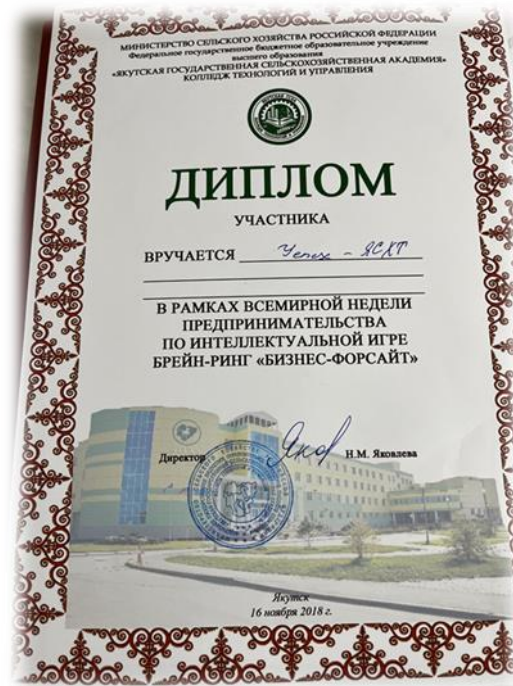 МИНИСТЕРСТВО СЕЛЬСКОГО ХОЗЯЙСТВА РОССИЙСКОЙ ФЕДЕРАЦИИ
Федеральное государственное бюджетное образовательное учреждение
высшего образования
«ЯКУТСКАЯ ГОСУДАРСТВЕННАЯ СЕЛЬСКОХОЗЯЙСТВЕННАЯ АКАДЕМИЯ»
КОЛЛЕДЖ ТЕХНОЛОГИЙ И УПРАВЛЕНИЯ
ДИПЛОМ
УЧАСТНИКА
ВРУЧАЕТСЯ Успех - ЯСХТ
В РАМКАХ ВСЕМИРНОЙ НЕДЕЛИ
ПРЕДПРИНИМАТЕЛЬСТВА
ПО ИНТЕЛЛЕКТУАЛЬНОЙ ИГРЕ
БРЕЙН-РИНГ «БИЗНЕС-ФОРСАЙТ»
Директор Н.М. Яковлева
Якутск
16 ноября 2018 г.